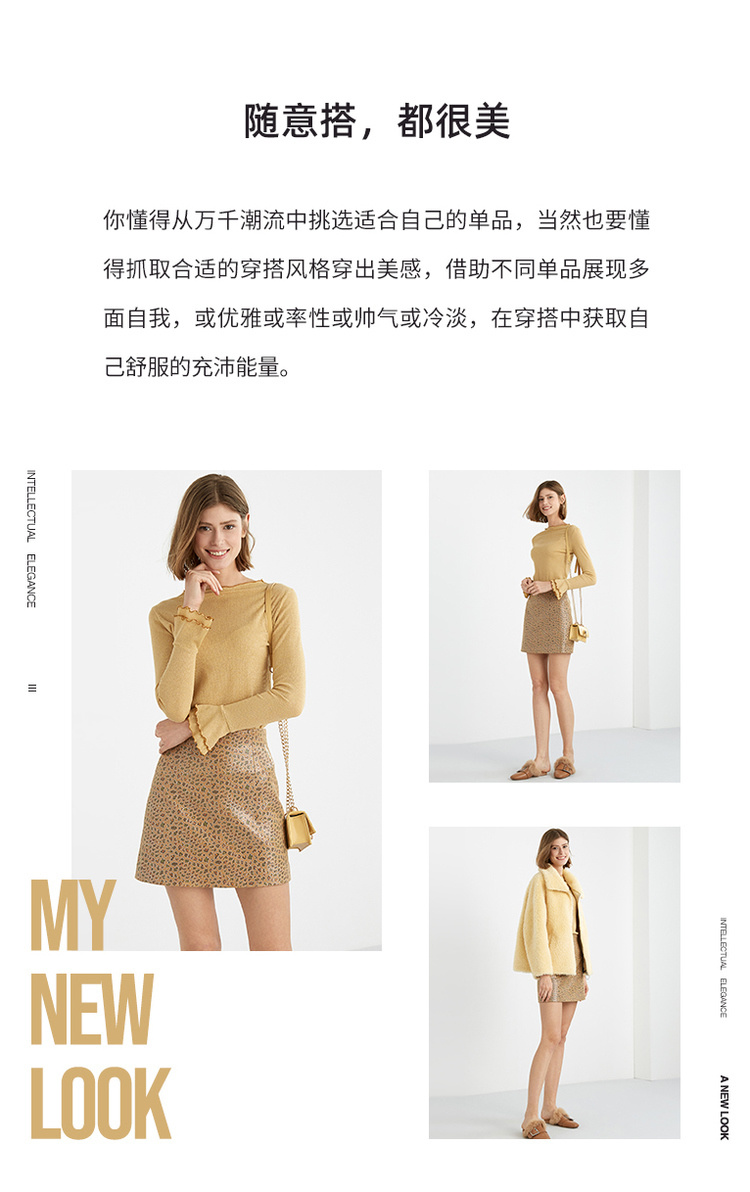 随意搭，都很美
你懂得从万千潮流中挑选适合自己的单品，当然也要懂
得抓取合适的穿搭风格穿出美感，借助不同单品展现多
面自我，或优雅或率性或帅气或冷淡，在穿搭中获取自
己舒服的充沛能量。
INTELLECTUAL ELEGANCE
III
MY
NEW
LOOK
INTELLECTUAL ELEGANCE
A NEW LOOK